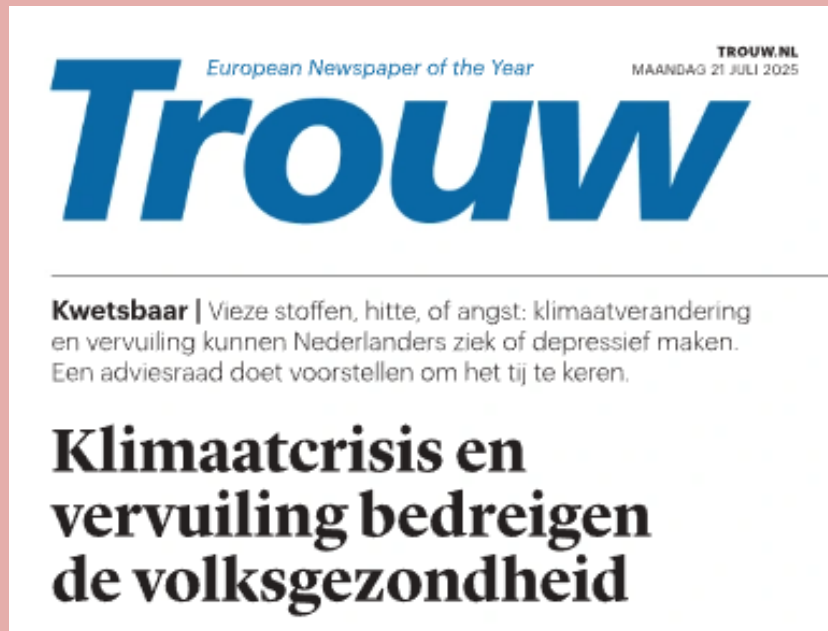 TROUW.NL
European Newspaper of the Year
MAANDAG 21 JULI 2025
Trouw
Kwetsbaar | Vieze stoffen, hitte, of angst: klimaatverandering
en vervuiling kunnen Nederlanders ziek of depressief maken.
Een adviesraad doet voorstellen om het tij te keren.
Klimaatcrisis en
vervuiling bedreigen
de volksgezondheid